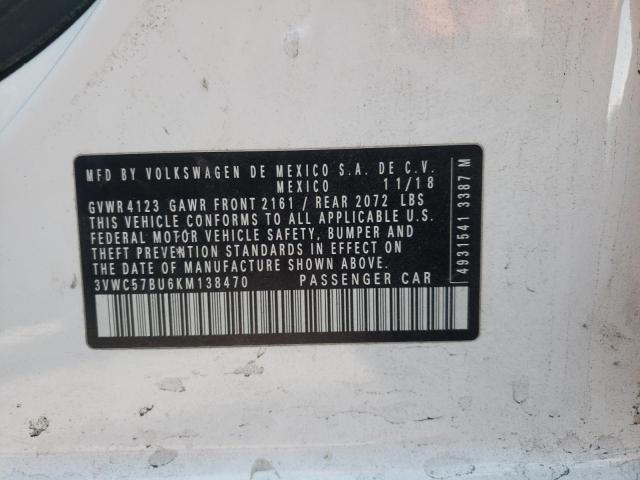 MFD BY VOLKSWAGEN DE MEXICO S.A. DE C.V.
MEXICO 11/18
GVWR 4123 GAWR FRONT 2161 / REAR 2072 LBS
THIS VEHICLE CONFORMS TO ALL APPLICABLE U.S.
FEDERAL MOTOR VEHICLE SAFETY, BUMPER AND
THEFT PREVENTION STANDARDS IN EFFECT ON
THE DATE OF MANUFACTURE SHOWN ABOVE.
3VWC57BU6KM138470 PASSENGER CAR
4931541 3387 M